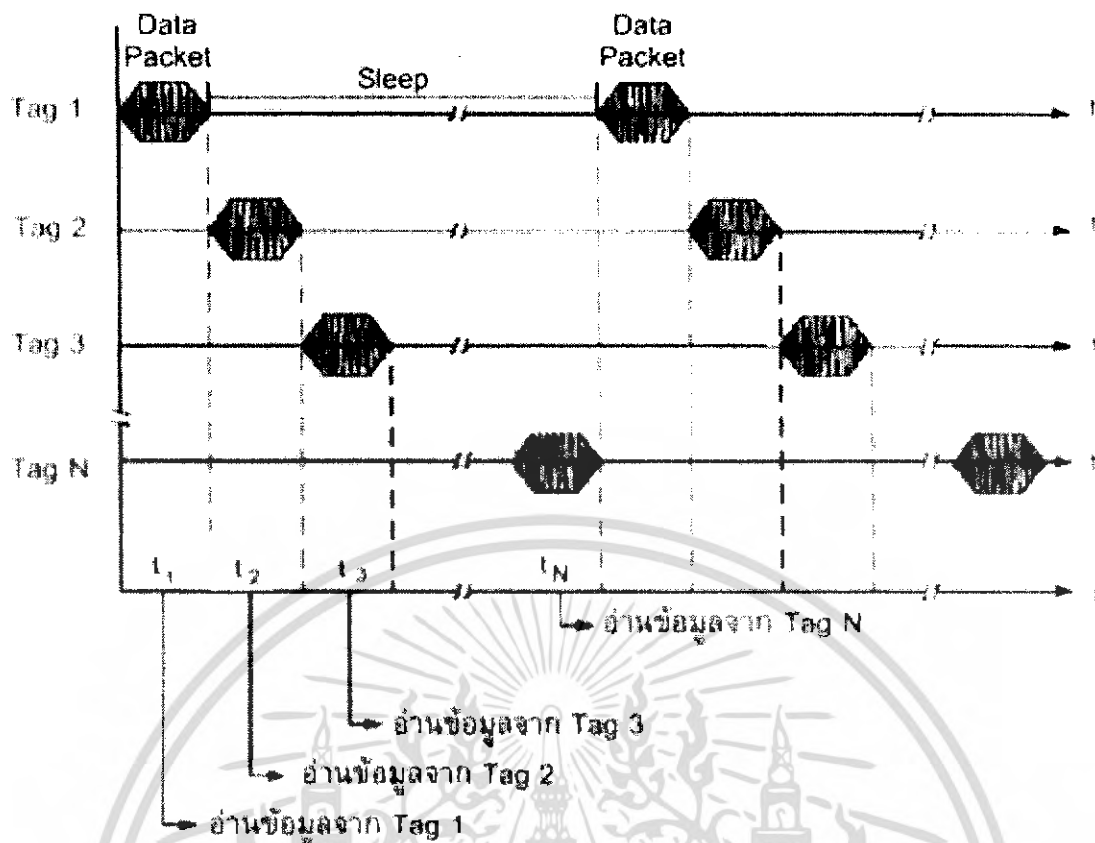 Data
Packet
Data
Packet
Sleep
Tag 1
t
Tag 2
t
Tag 3
t
Tag N
t
t1
t2
t3
tN
t
อ่านข้อมูลจาก Tag N
อ่านข้อมูลจาก Tag 3
อ่านข้อมูลจาก Tag 2
อ่านข้อมูลจาก Tag 1